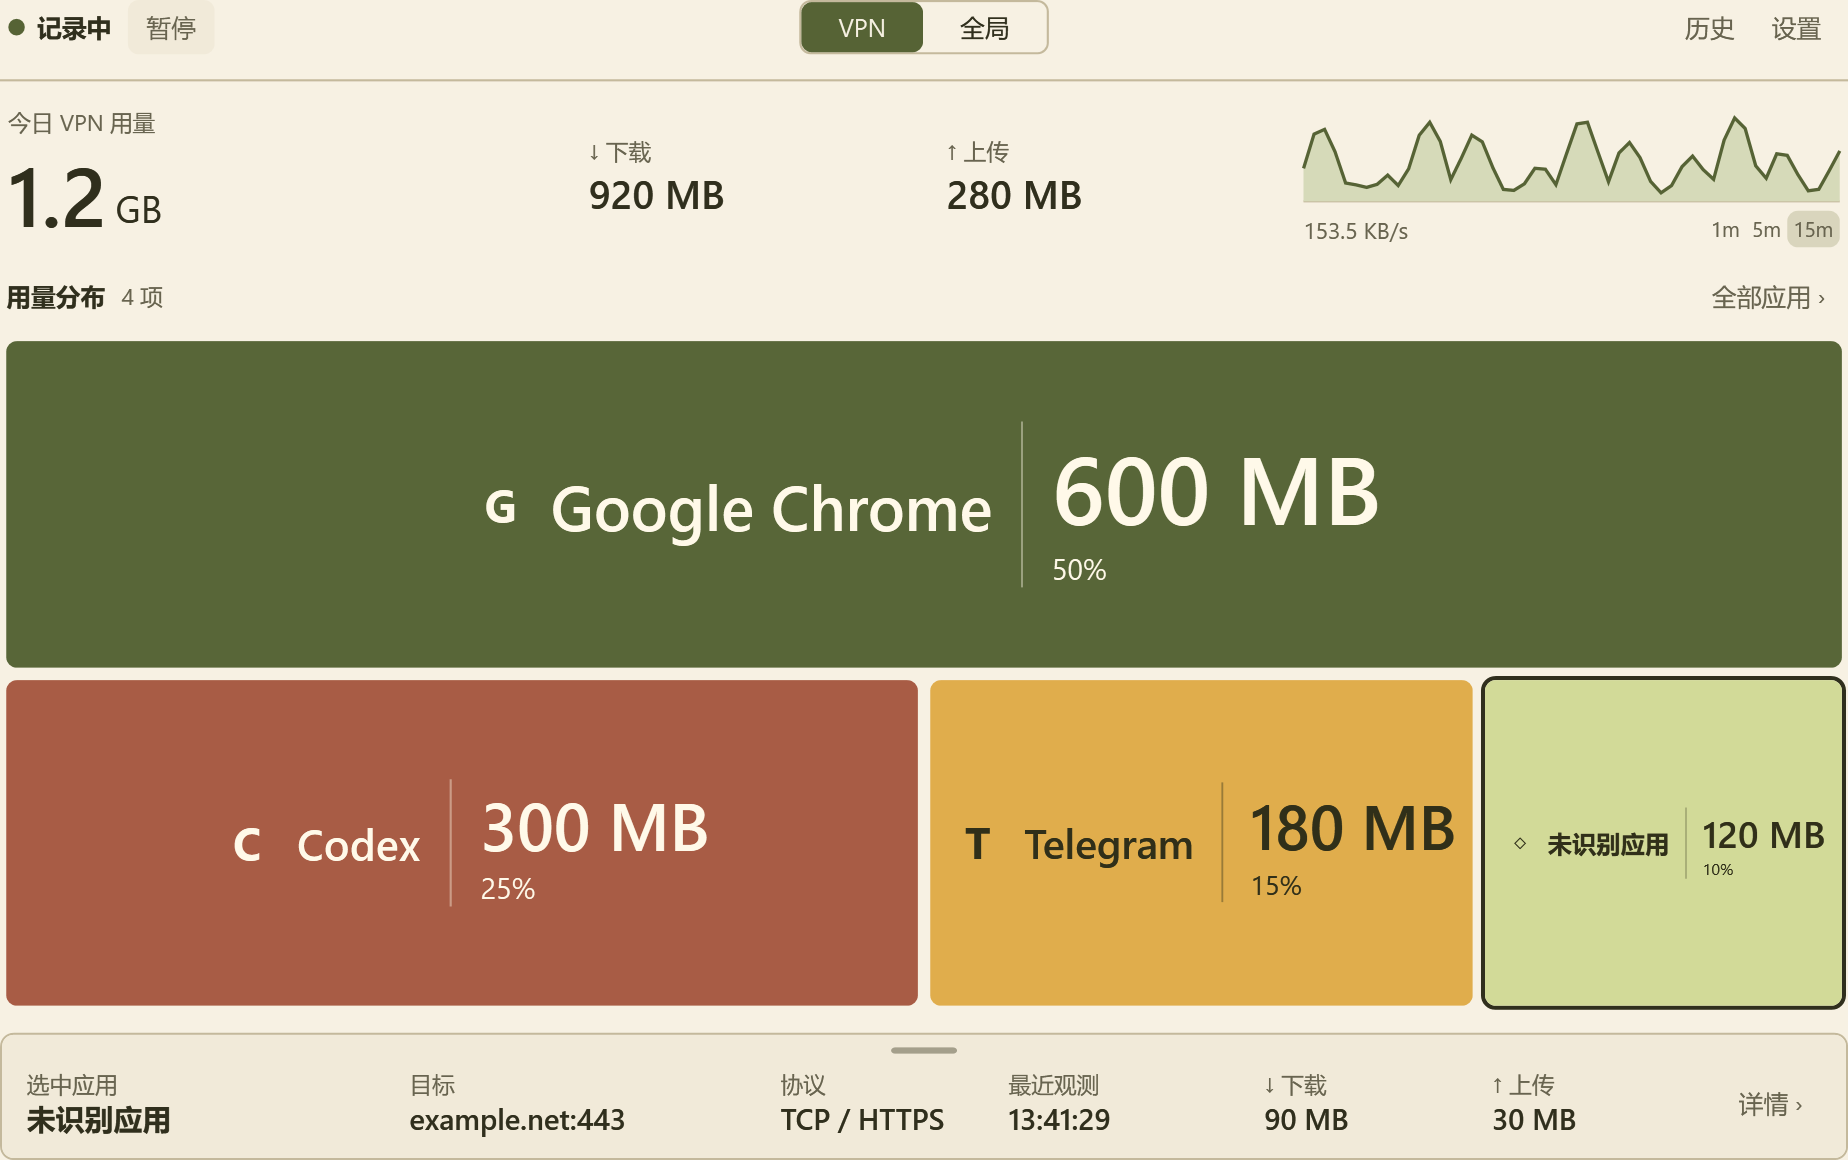 记录中 暂停 VPN 全局 历史 设置
今日 VPN 用量
1.2 GB
↓ 下载
920 MB
↑ 上传
280 MB
153.5 KB/s 1m 5m 15m
用量分布 4 项 全部应用 ›
G Google Chrome 600 MB
50%
C Codex 300 MB
25%
T Telegram 180 MB
15%
◇ 未识别应用 120 MB
10%
选中应用 目标 协议 最近观测 ↓ 下载 ↑ 上传
未识别应用 example.net:443 TCP / HTTPS 13:41:29 90 MB 30 MB 详情 ›